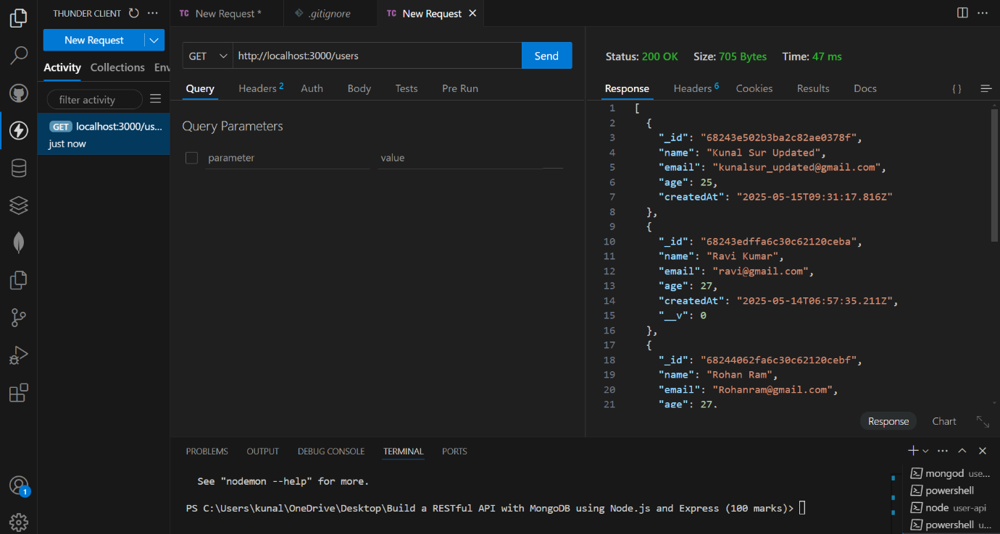 THUNDER CLIENT
New Request
Activity Collections Env
filter activity
GET localhost:3000/us...
just now
1
TC New Request *
.gitignore
TC New Request
GET http://localhost:3000/users Send
Query Headers 2 Auth Body Tests Pre Run
Query Parameters
parameter value
Status: 200 OK Size: 705 Bytes Time: 47 ms
Response Headers 6 Cookies Results Docs { }
1 [
2 {
3 "_id": "68243e502b3ba2c82ae0378f",
4 "name": "Kunal Sur Updated",
5 "email": "kunalsur_updated@gmail.com",
6 "age": 25,
7 "createdAt": "2025-05-15T09:31:17.816Z"
8 },
9 {
10 "_id": "68243edffa6c30c62120ceba",
11 "name": "Ravi Kumar",
12 "email": "ravi@gmail.com",
13 "age": 27,
14 "createdAt": "2025-05-14T06:57:35.211Z",
15 "__v": 0
16 },
17 {
18 "_id": "68244062fa6c30c62120cebf",
19 "name": "Rohan Ram",
20 "email": "Rohanram@gmail.com",
21 "age": 27,
Response Chart
PROBLEMS OUTPUT DEBUG CONSOLE TERMINAL PORTS
See "nodemon --help" for more.
PS C:\Users\kunal\OneDrive\Desktop\Build a RESTful API with MongoDB using Node.js and Express (100 marks)>
mongod use...
powershell
node user-api
powershell u...